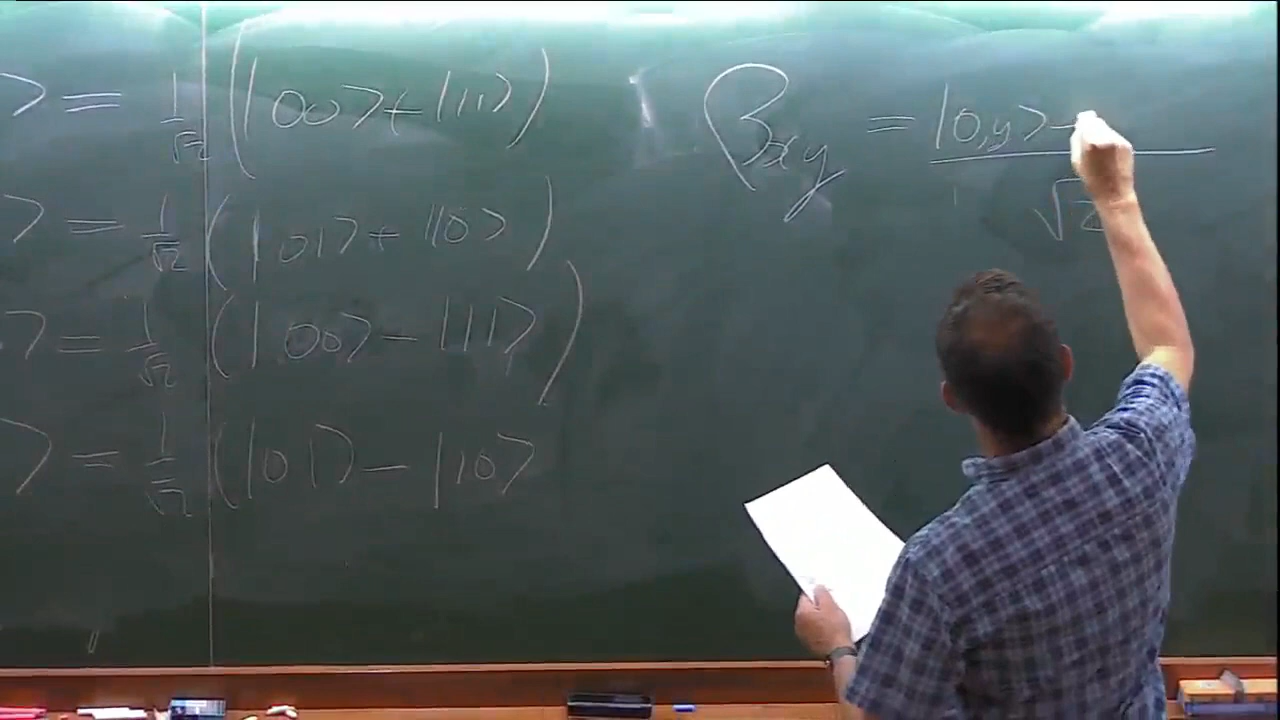 > = 1/√2 (|00> + |11>)
> = 1/√2 (|01> + |10>)
> = 1/√2 (|00> - |11>)
> = 1/√2 (|01> - |10>
βxy = |0,y> -
√2